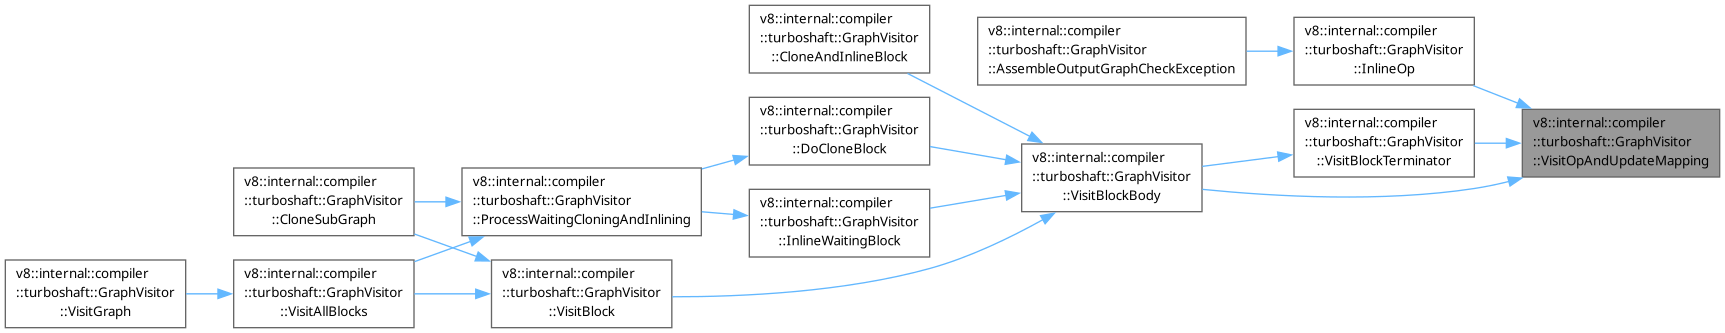 v8::internal::compiler
::turboshaft::GraphVisitor
::CloneAndInlineBlock
v8::internal::compiler
::turboshaft::GraphVisitor
::AssembleOutputGraphCheckException
v8::internal::compiler
::turboshaft::GraphVisitor
::InlineOp
v8::internal::compiler
::turboshaft::GraphVisitor
::DoCloneBlock
v8::internal::compiler
::turboshaft::GraphVisitor
::VisitBlockTerminator
v8::internal::compiler
::turboshaft::GraphVisitor
::VisitOpAndUpdateMapping
v8::internal::compiler
::turboshaft::GraphVisitor
::VisitBlockBody
v8::internal::compiler
::turboshaft::GraphVisitor
::CloneSubGraph
v8::internal::compiler
::turboshaft::GraphVisitor
::ProcessWaitingCloningAndInlining
v8::internal::compiler
::turboshaft::GraphVisitor
::InlineWaitingBlock
v8::internal::compiler
::turboshaft::GraphVisitor
::VisitGraph
v8::internal::compiler
::turboshaft::GraphVisitor
::VisitAllBlocks
v8::internal::compiler
::turboshaft::GraphVisitor
::VisitBlock